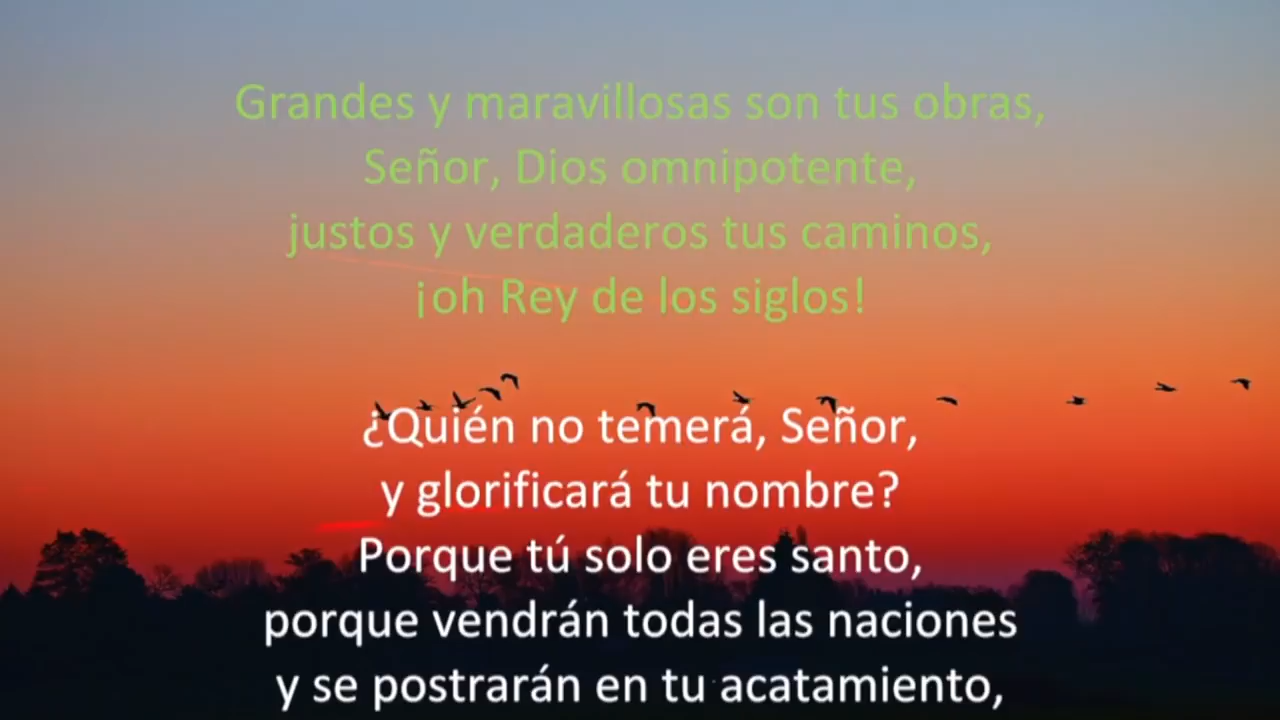 Grandes y maravillosas son tus obras,
Señor, Dios omnipotente,
justos y verdaderos tus caminos,
¡oh Rey de los siglos!
¿Quién no temerá, Señor,
y glorificará tu nombre?
Porque tú solo eres santo,
porque vendrán todas las naciones
y se postrarán en tu acatamiento,